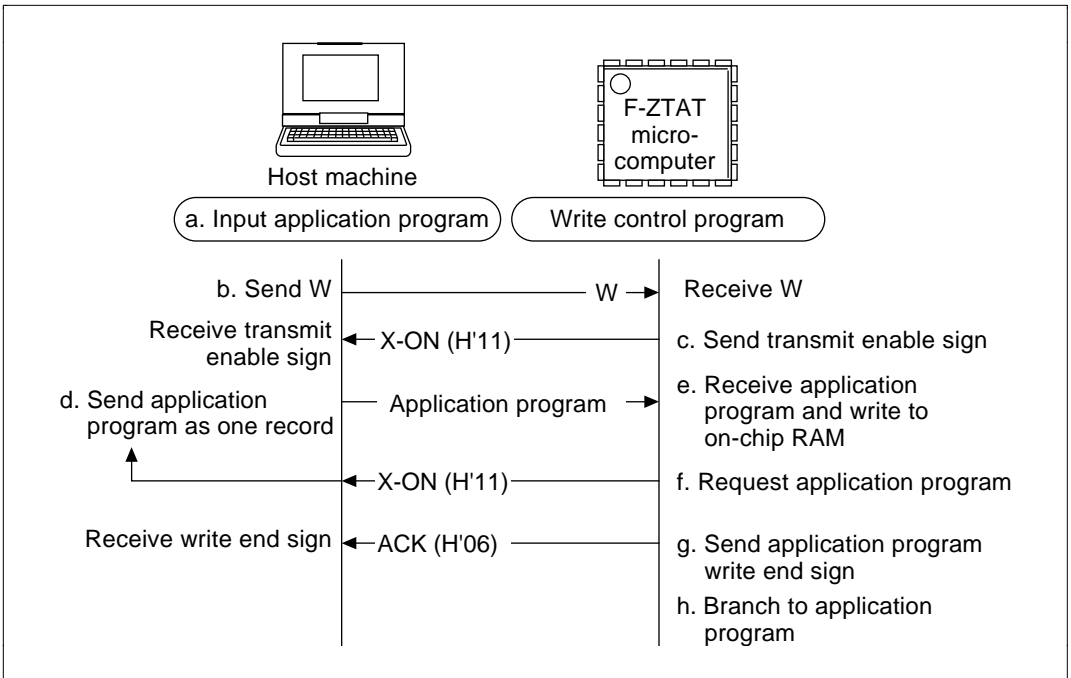 F-ZTAT
micro-
computer
Host machine
a. Input application program
Write control program
b. Send W
W
Receive W
Receive transmit
enable sign
X-ON (H'11)
c. Send transmit enable sign
d. Send application
program as one record
Application program
e. Receive application
program and write to
on-chip RAM
X-ON (H'11)
f. Request application program
Receive write end sign
ACK (H'06)
g. Send application program
write end sign
h. Branch to application
program